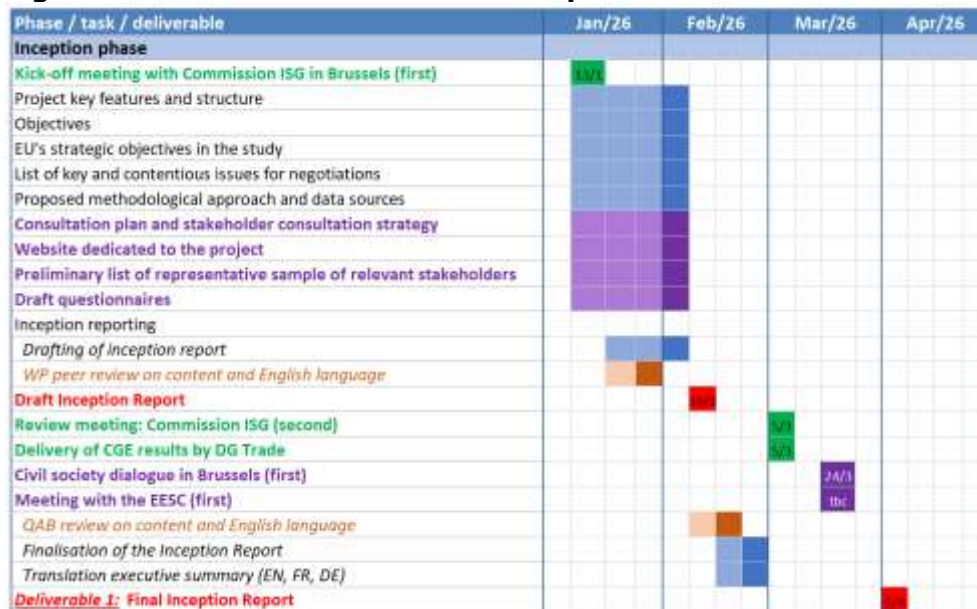 Phase / task / deliverable Jan/26 Feb/26 Mar/26 Apr/26
Inception phase
Kick-off meeting with Commission ISG in Brussels (first) 13/1
Project key features and structure
Objectives
EU's strategic objectives in the study
List of key and contentious issues for negotiations
Proposed methodological approach and data sources
Consultation plan and stakeholder consultation strategy
Website dedicated to the project
Preliminary list of representative sample of relevant stakeholders
Draft questionnaires
Inception reporting
Drafting of Inception report
WP peer review on content and English language
Draft Inception Report
Review meeting: Commission ISG (second) 5/3
Delivery of CGE results by DG Trade 5/3
Civil society dialogue in Brussels (first) 24/3
Meeting with the EESC (first) tbc
QAB review on content and English language
Finalisation of the Inception Report
Translation executive summary (EN, FR, DE)
Deliverable 1: Final Inception Report